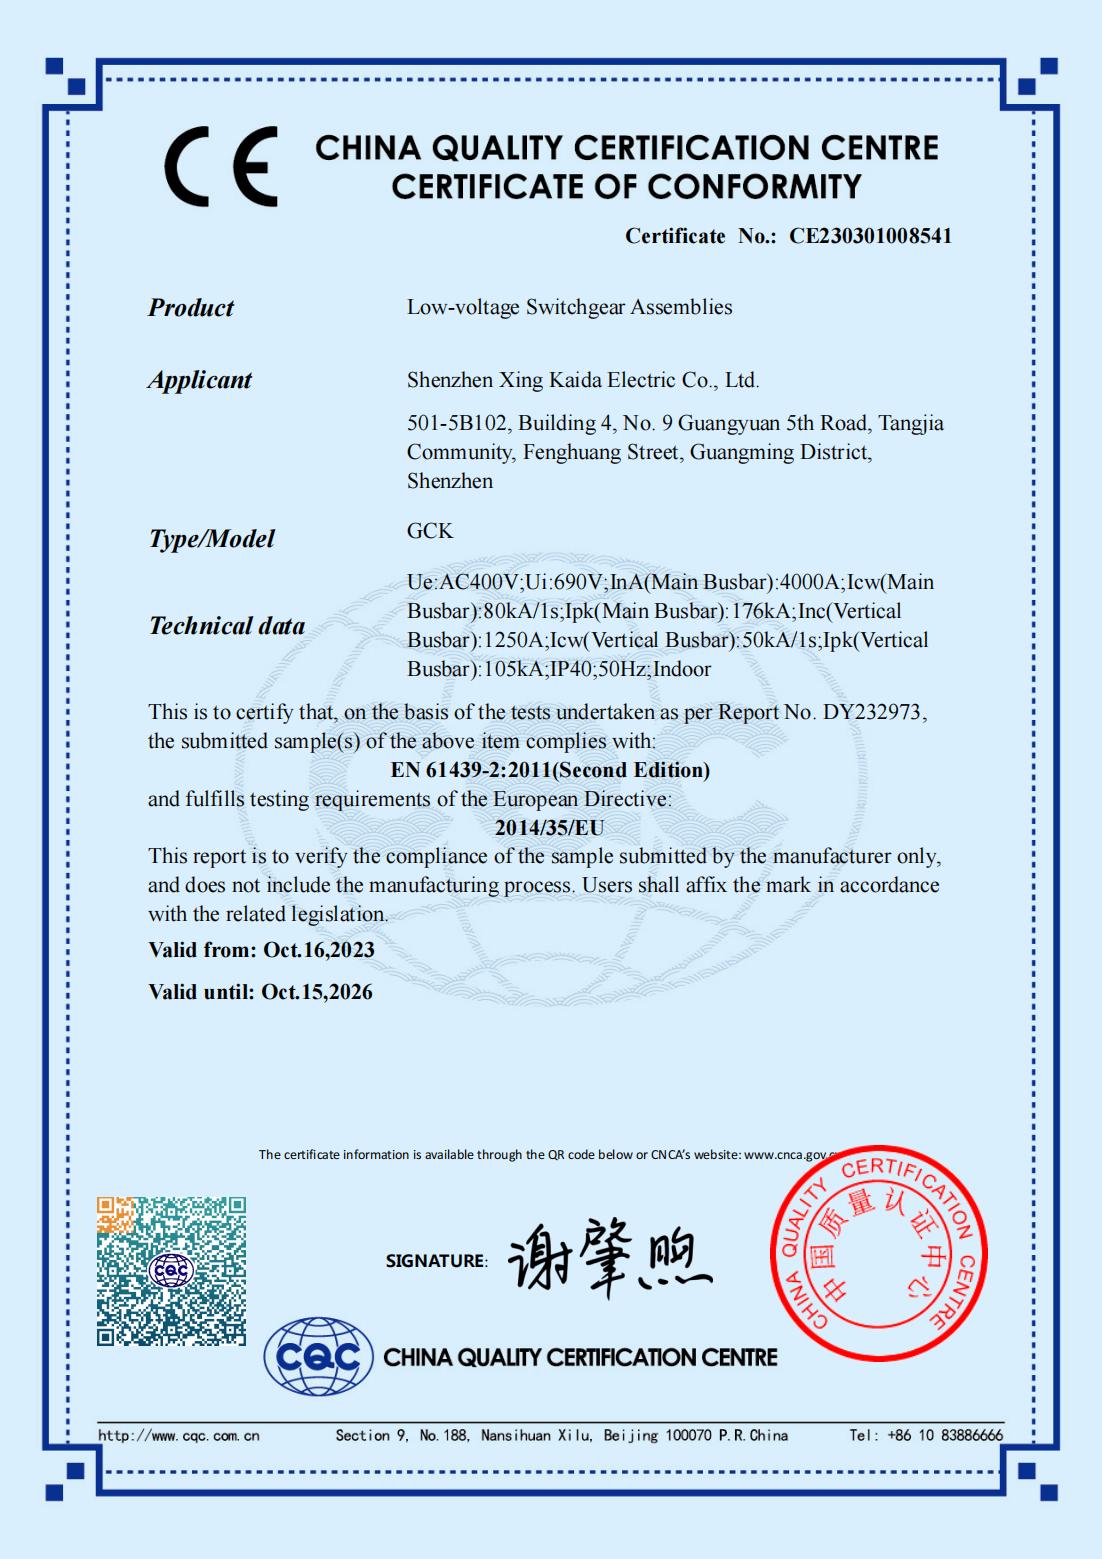 CE
CHINA QUALITY CERTIFICATION CENTRE
CERTIFICATE OF CONFORMITY
Certificate No.: CE230301008541
Product
Low-voltage Switchgear Assemblies
Applicant
Shenzhen Xing Kaida Electric Co., Ltd.
501-5B102, Building 4, No. 9 Guangyuan 5th Road, Tangjia
Community, Fenghuang Street, Guangming District,
Shenzhen
Type/Model
GCK
Technical data
Ue:AC400V;Ui:690V;InA(Main Busbar):4000A;Icw(Main
Busbar):80kA/1s;Ipk(Main Busbar):176kA;Inc(Vertical
Busbar):1250A;Icw(Vertical Busbar):50kA/1s;Ipk(Vertical
Busbar):105kA;IP40;50Hz;Indoor
This is to certify that, on the basis of the tests undertaken as per Report No. DY232973,
the submitted sample(s) of the above item complies with:
EN 61439-2:2011(Second Edition)
and fulfills testing requirements of the European Directive:
2014/35/EU
This report is to verify the compliance of the sample submitted by the manufacturer only,
and does not include the manufacturing process. Users shall affix the mark in accordance
with the related legislation.
Valid from: Oct.16,2023
Valid until: Oct.15,2026
CQC
The certificate information is available through the QR code below or CNCA's website: www.cnca.gov.cn
CQC
SIGNATURE: 谢肇煦
CHINA QUALITY CERTIFICATION CENTRE
中国质量认证中心
CQC CHINA QUALITY CERTIFICATION CENTRE
http://www.cqc.com.cn Section 9, No.188, Nansihuan Xilu, Beijing 100070 P.R.China Tel: +86 10 83886666